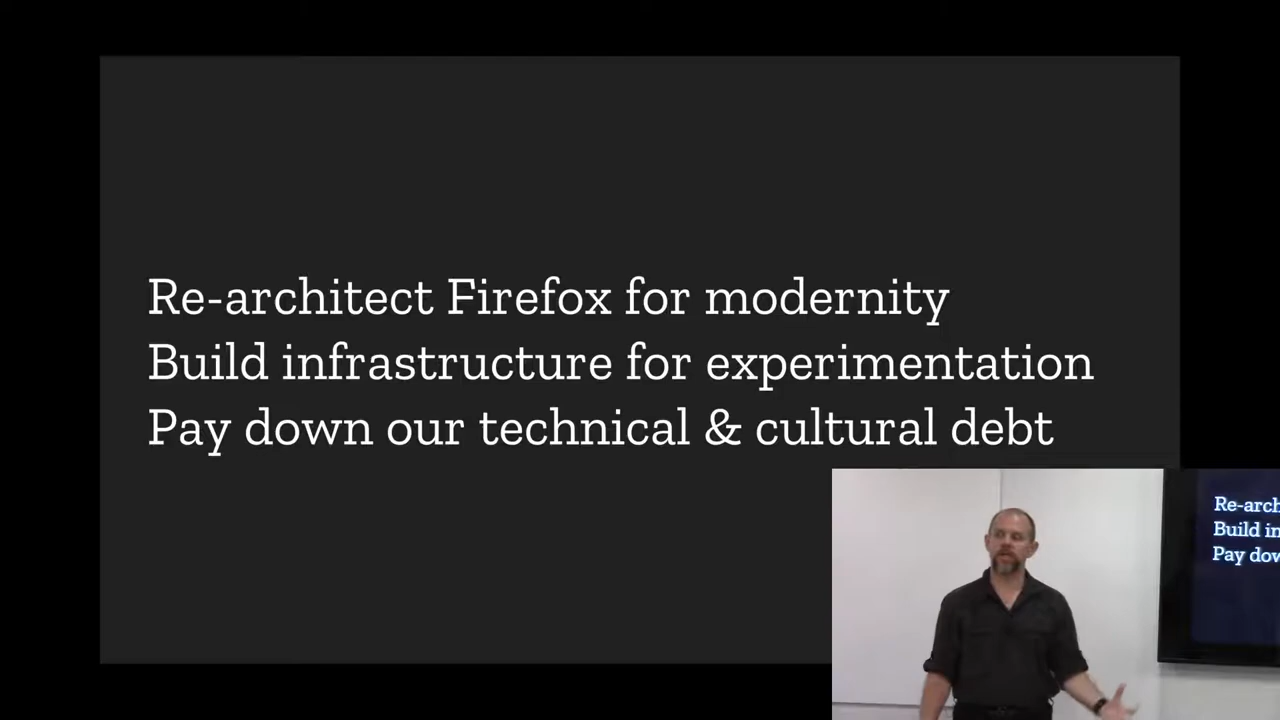 Re-architect Firefox for modernity
Build infrastructure for experimentation
Pay down our technical & cultural debt
Re-arch
Build in
Pay dow